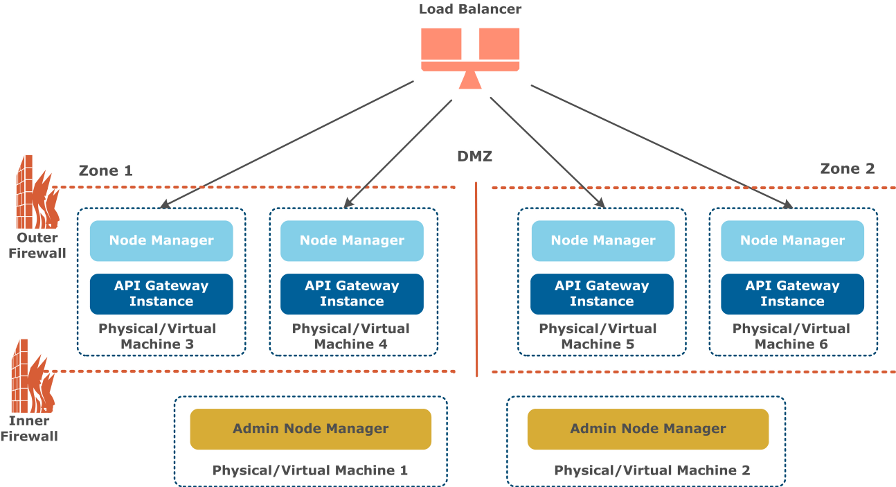 Load Balancer
DMZ
Zone 1
Zone 2
Outer
Firewall
Node Manager
API Gateway
Instance
Physical/Virtual
Machine 3
Node Manager
API Gateway
Instance
Physical/Virtual
Machine 4
Node Manager
API Gateway
Instance
Physical/Virtual
Machine 5
Node Manager
API Gateway
Instance
Physical/Virtual
Machine 6
Inner
Firewall
Admin Node Manager
Physical/Virtual Machine 1
Admin Node Manager
Physical/Virtual Machine 2